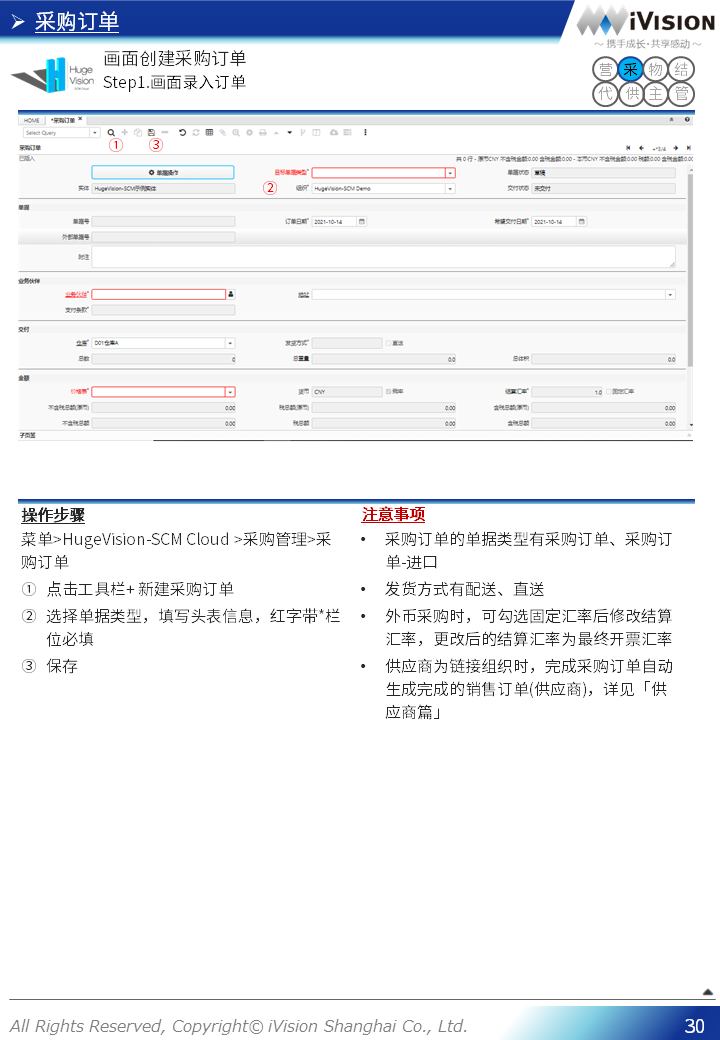 ➢ 采购订单
iVISION
～携手成长·共享感动～
Huge Vision
画面创建采购订单
Step1.画面录入订单
营 采 物 结
代 供 主 管
HOME *采购订单 ×
Select Query
① ③
采购订单 +*3/4
已插入 共 0 行 - 原币CNY 不含税金额:0.00 含税金额:0.00 - 本币CNY 不含税金额:0.00 税额:0.00 含税金额:0.00
单据操作 目标单据类型* 单据状态 草稿
实体 HugeVision-SCM示例实体 ② 组织* HugeVision-SCM Demo 交付状态 未交付
单据
单据号 订单日期* 2021-10-14 希望交付日期* 2021-10-14
外部单据号
附注
业务伙伴
业务伙伴* 地址
支付条款*
交付
仓库* D01仓库A 发货方式* 直运
总数 0 总重量 0.0 总体积 0.0
金额
价格表* 货币 CNY 税率 结算汇率* 1.0 固定汇率
不含税总额(原币) 0.00 税总额(原币) 0.00 含税总额(原币) 0.00
不含税总额 0.00 税总额 0.00 含税总额 0.00
子页签
操作步骤
菜单>HugeVision-SCM Cloud >采购管理>采
购订单
① 点击工具栏+ 新建采购订单
② 选择单据类型，填写头表信息，红字带*栏
位必填
③ 保存
注意事项
• 采购订单的单据类型有采购订单、采购订
单-进口
• 发货方式有配送、直送
• 外币采购时，可勾选固定汇率后修改结算
汇率，更改后的结算汇率为最终开票汇率
• 供应商为链接组织时，完成采购订单自动
生成完成的销售订单(供应商)，详见「供
应商篇」
All Rights Reserved, Copyright© iVision Shanghai Co., Ltd.
30